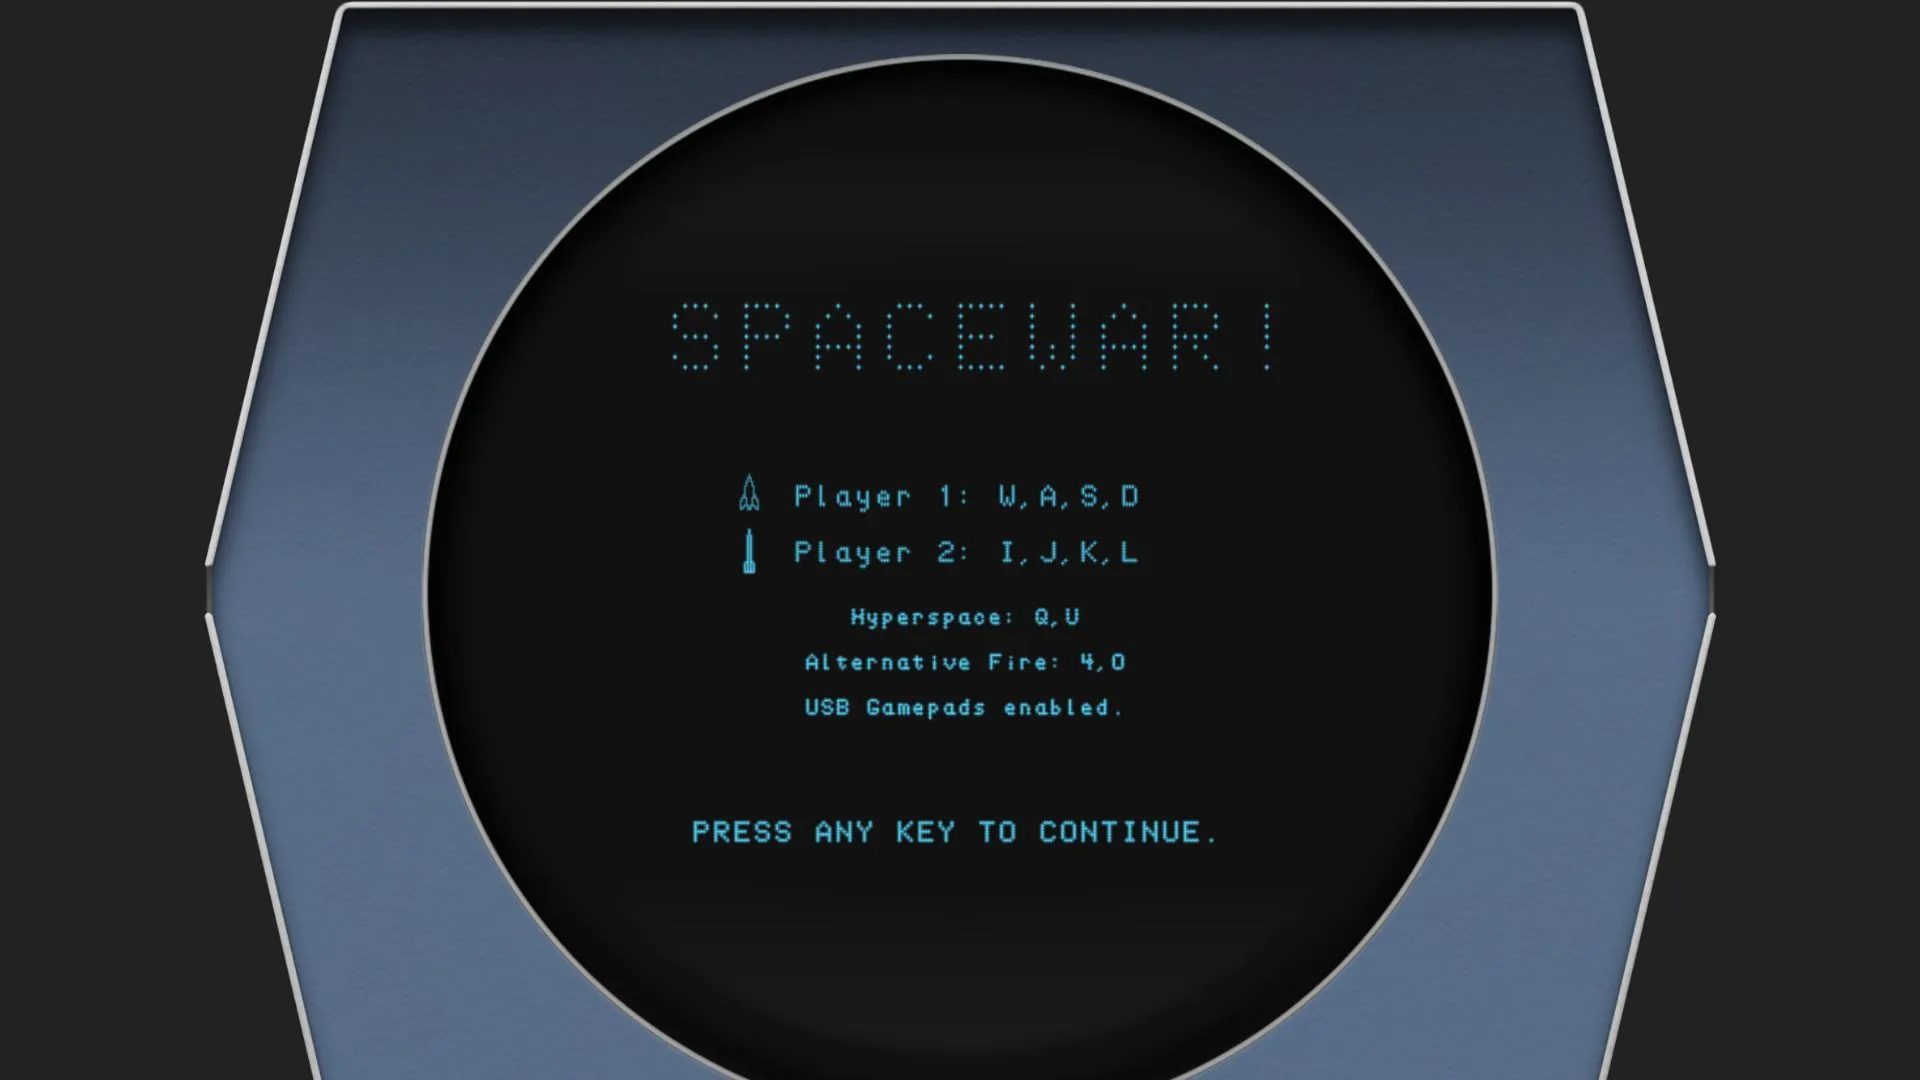 SPACEWAR!
Player 1: W,A,S,D
Player 2: I,J,K,L
Hyperspace: Q,U
Alternative Fire: 4,O
USB Gamepads enabled.
PRESS ANY KEY TO CONTINUE.